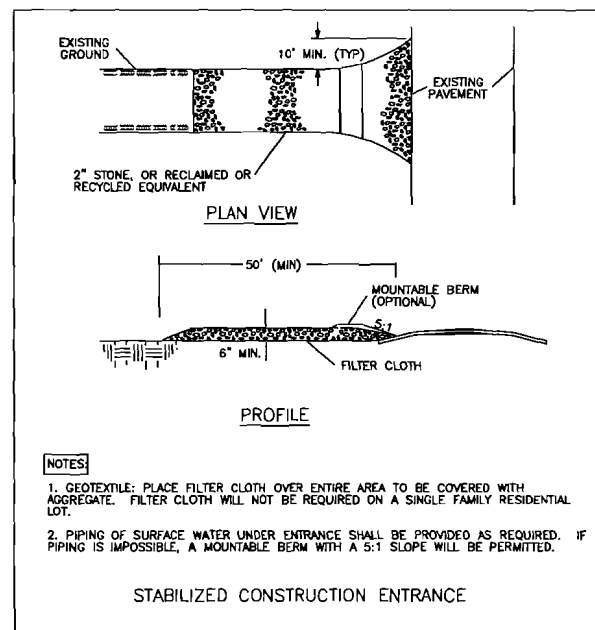 EXISTING
GROUND
10' MIN. (TYP)
EXISTING
PAVEMENT
2" STONE, OR RECLAIMED OR
RECYCLED EQUIVALENT
PLAN VIEW
50' (MIN)
MOUNTABLE BERM
(OPTIONAL)
5:1
6" MIN.
FILTER CLOTH
PROFILE
NOTES:
1. GEOTEXTILE: PLACE FILTER CLOTH OVER ENTIRE AREA TO BE COVERED WITH
AGGREGATE. FILTER CLOTH WILL NOT BE REQUIRED ON A SINGLE FAMILY RESIDENTIAL
LOT.
2. PIPING OF SURFACE WATER UNDER ENTRANCE SHALL BE PROVIDED AS REQUIRED. IF
PIPING IS IMPOSSIBLE, A MOUNTABLE BERM WITH A 5:1 SLOPE WILL BE PERMITTED.
STABILIZED CONSTRUCTION ENTRANCE